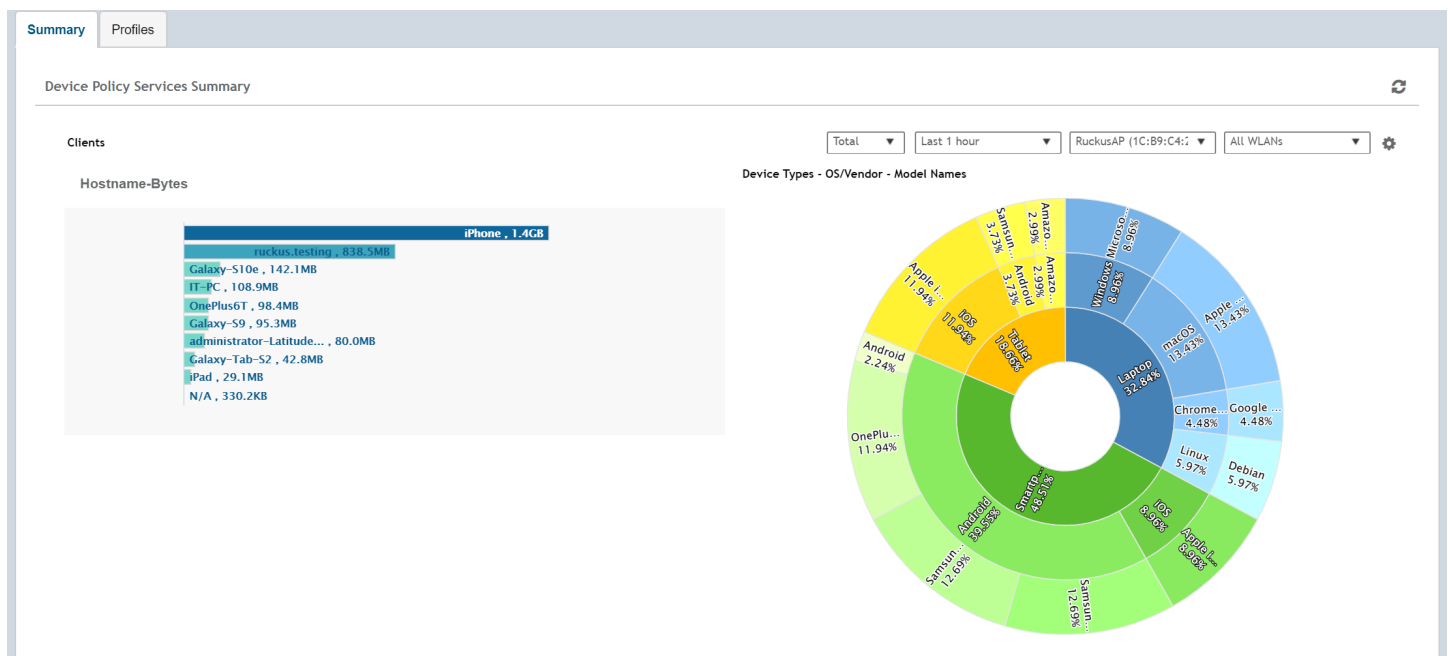 Summary
Profiles
Device Policy Services Summary
Clients
Total
Last 1 hour
RuckusAP (1C:B9:C4:2
All WLANs
Hostname-Bytes
iPhone , 1.4GB
ruckus.testing , 838.5MB
Galaxy-S10e , 142.1MB
IT-PC , 108.9MB
OnePlus6T , 98.4MB
Galaxy-S9 , 95.3MB
administrator-Latitude... , 80.0MB
Galaxy-Tab-S2 , 42.8MB
iPad , 29.1MB
N/A , 330.2KB
Device Types - OS/Vendor - Model Names
Laptop
32.84%
Windows
8.96%
Microso...
8.96%
macOS
13.43%
Apple ...
13.43%
Chrome...
4.48%
Google ...
4.48%
Linux
5.97%
Debian
5.97%
Smartp...
48.51%
iOS
8.96%
Apple i...
8.96%
Android
39.55%
Samsun...
12.69%
Samsun...
12.69%
OnePlu...
11.94%
Android
2.24%
Tablet
18.66%
iOS
11.94%
Apple i...
11.94%
Android
3.73%
Samsun...
3.73%
Amazo...
2.99%
Amazo...
2.99%